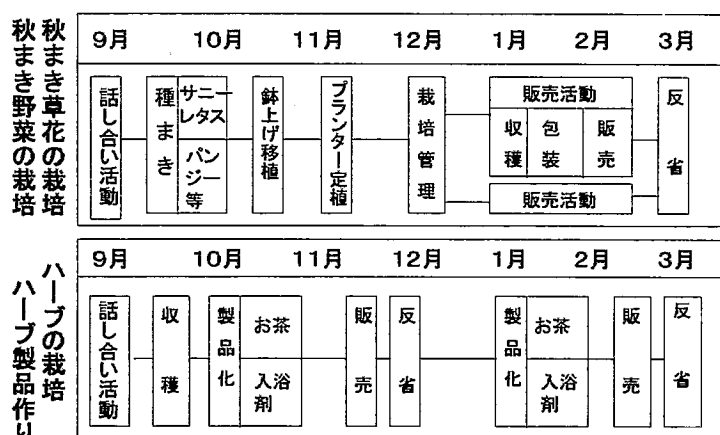 秋まき草花の栽培
秋まき野菜の栽培
9月 10月 11月 12月 1月 2月 3月
話し合い活動
種まき
サニーレタス
パンジー等
鉢上げ移植
プランター定植
栽培管理
販売活動
収穫
包装
販売
販売活動
反省
ハーブの栽培
ハーブ製品作り
9月 10月 11月 12月 1月 2月 3月
話し合い活動
収穫
製品化
お茶
入浴剤
販売
反省
製品化
お茶
入浴剤
販売
反省